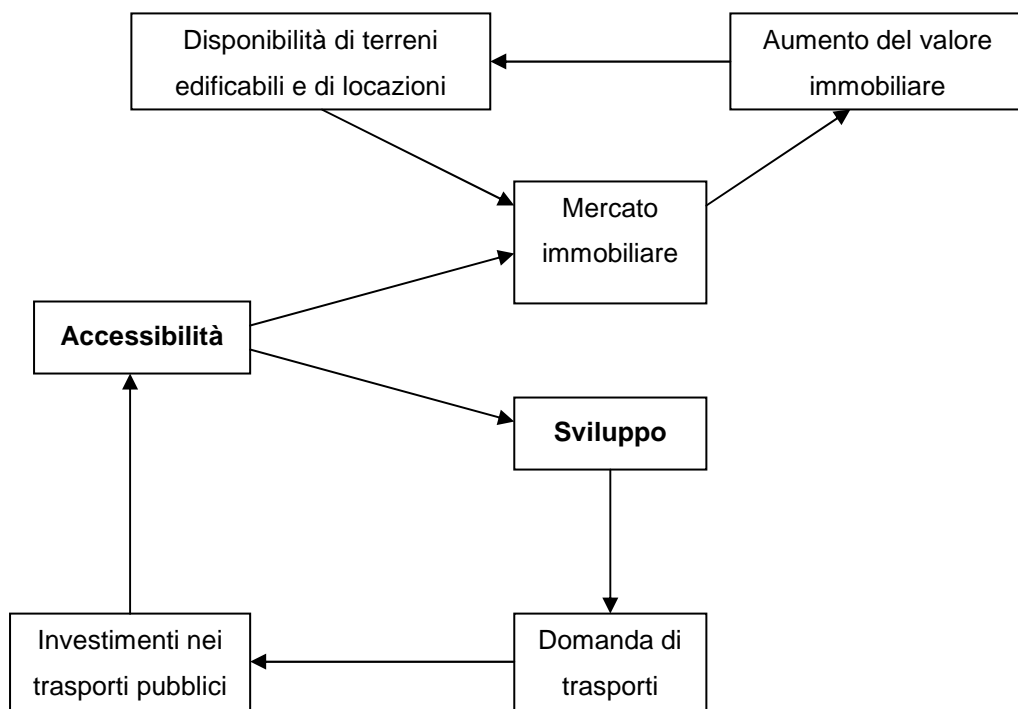 Disponibilità di terreni
edificabili e di locazioni
Aumento del valore
immobiliare
Mercato
immobiliare
Accessibilità
Sviluppo
Investimenti nei
trasporti pubblici
Domanda di
trasporti